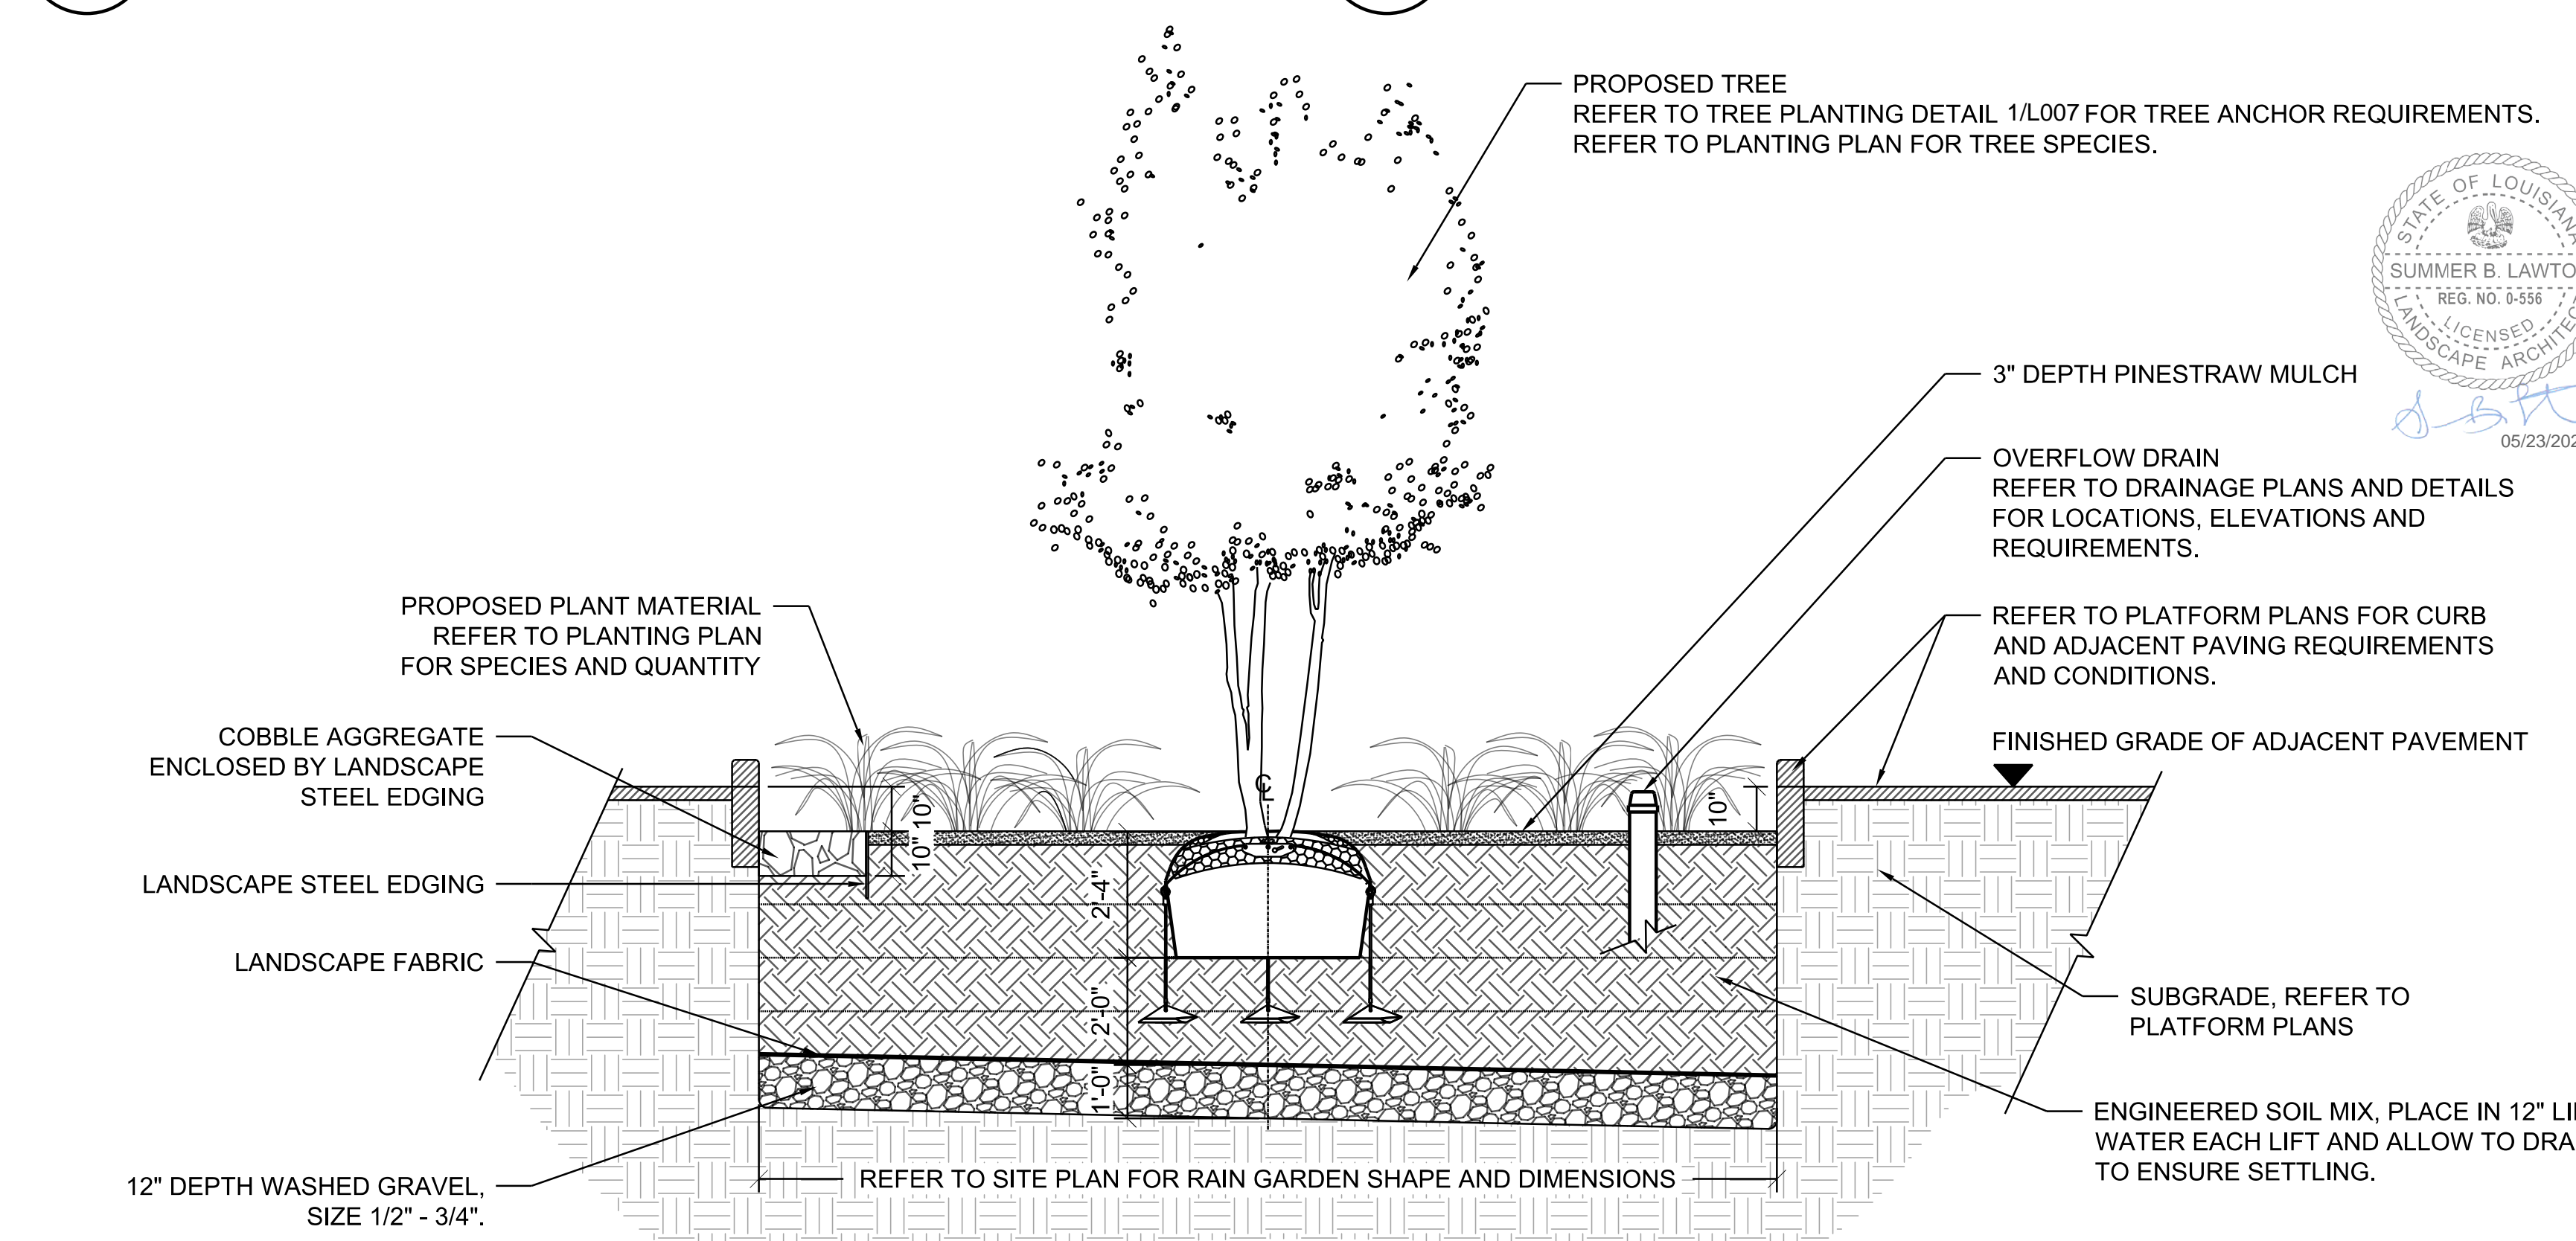 PROPOSED TREE
REFER TO TREE PLANTING DETAIL 1/L007 FOR TREE ANCHOR REQUIREMENTS.
REFER TO PLANTING PLAN FOR TREE SPECIES.
STATE OF LOUISIANA
SUMMER B. LAWTO
REG. NO. 0-556
LICENSED
LANDSCAPE ARCHITEC
05/23/202
3" DEPTH PINESTRAW MULCH
OVERFLOW DRAIN
REFER TO DRAINAGE PLANS AND DETAILS
FOR LOCATIONS, ELEVATIONS AND
REQUIREMENTS.
REFER TO PLATFORM PLANS FOR CURB
AND ADJACENT PAVING REQUIREMENTS
AND CONDITIONS.
FINISHED GRADE OF ADJACENT PAVEMENT
PROPOSED PLANT MATERIAL
REFER TO PLANTING PLAN
FOR SPECIES AND QUANTITY
COBBLE AGGREGATE
ENCLOSED BY LANDSCAPE
STEEL EDGING
LANDSCAPE STEEL EDGING
LANDSCAPE FABRIC
12" DEPTH WASHED GRAVEL,
SIZE 1/2" - 3/4".
10"
10"
2'-4"
2'-0"
1'-0"
CL
10"
SUBGRADE, REFER TO
PLATFORM PLANS
ENGINEERED SOIL MIX, PLACE IN 12" LI
WATER EACH LIFT AND ALLOW TO DRA
TO ENSURE SETTLING.
REFER TO SITE PLAN FOR RAIN GARDEN SHAPE AND DIMENSIONS